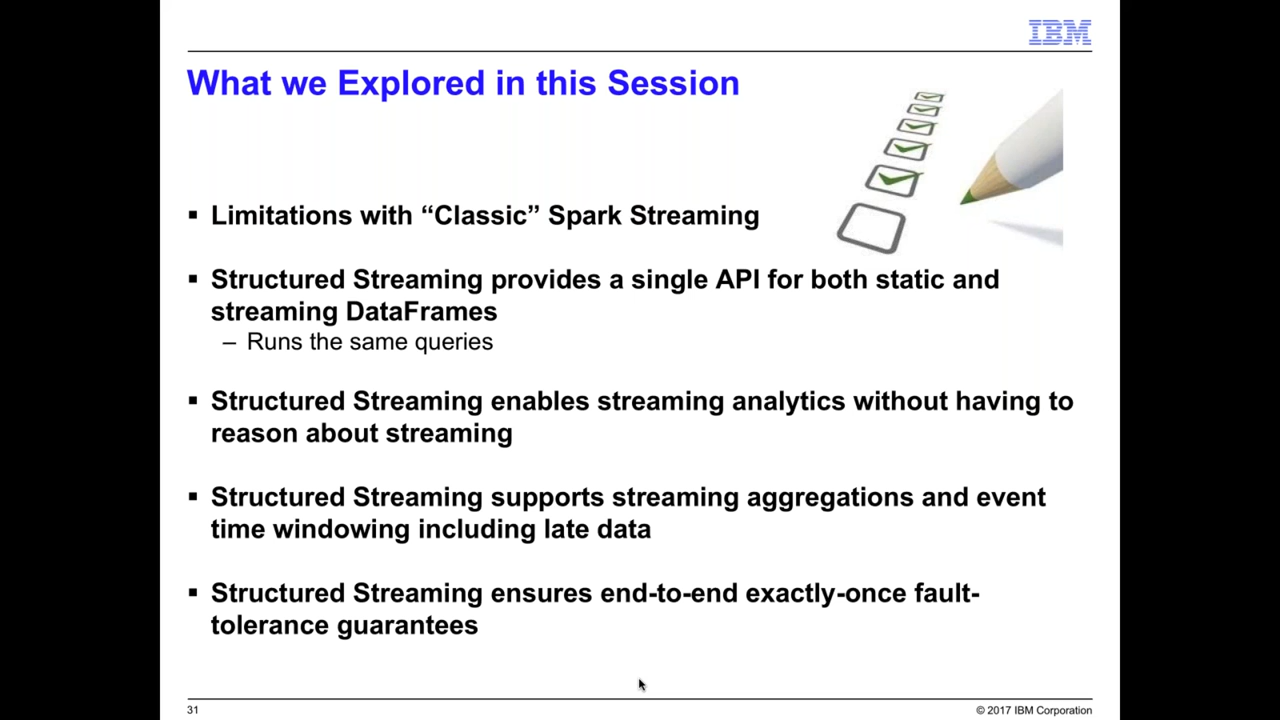 IBM
What we Explored in this Session
▪ Limitations with “Classic” Spark Streaming
▪ Structured Streaming provides a single API for both static and
streaming DataFrames
– Runs the same queries
▪ Structured Streaming enables streaming analytics without having to
reason about streaming
▪ Structured Streaming supports streaming aggregations and event
time windowing including late data
▪ Structured Streaming ensures end-to-end exactly-once fault-
tolerance guarantees
31
© 2017 IBM Corporation